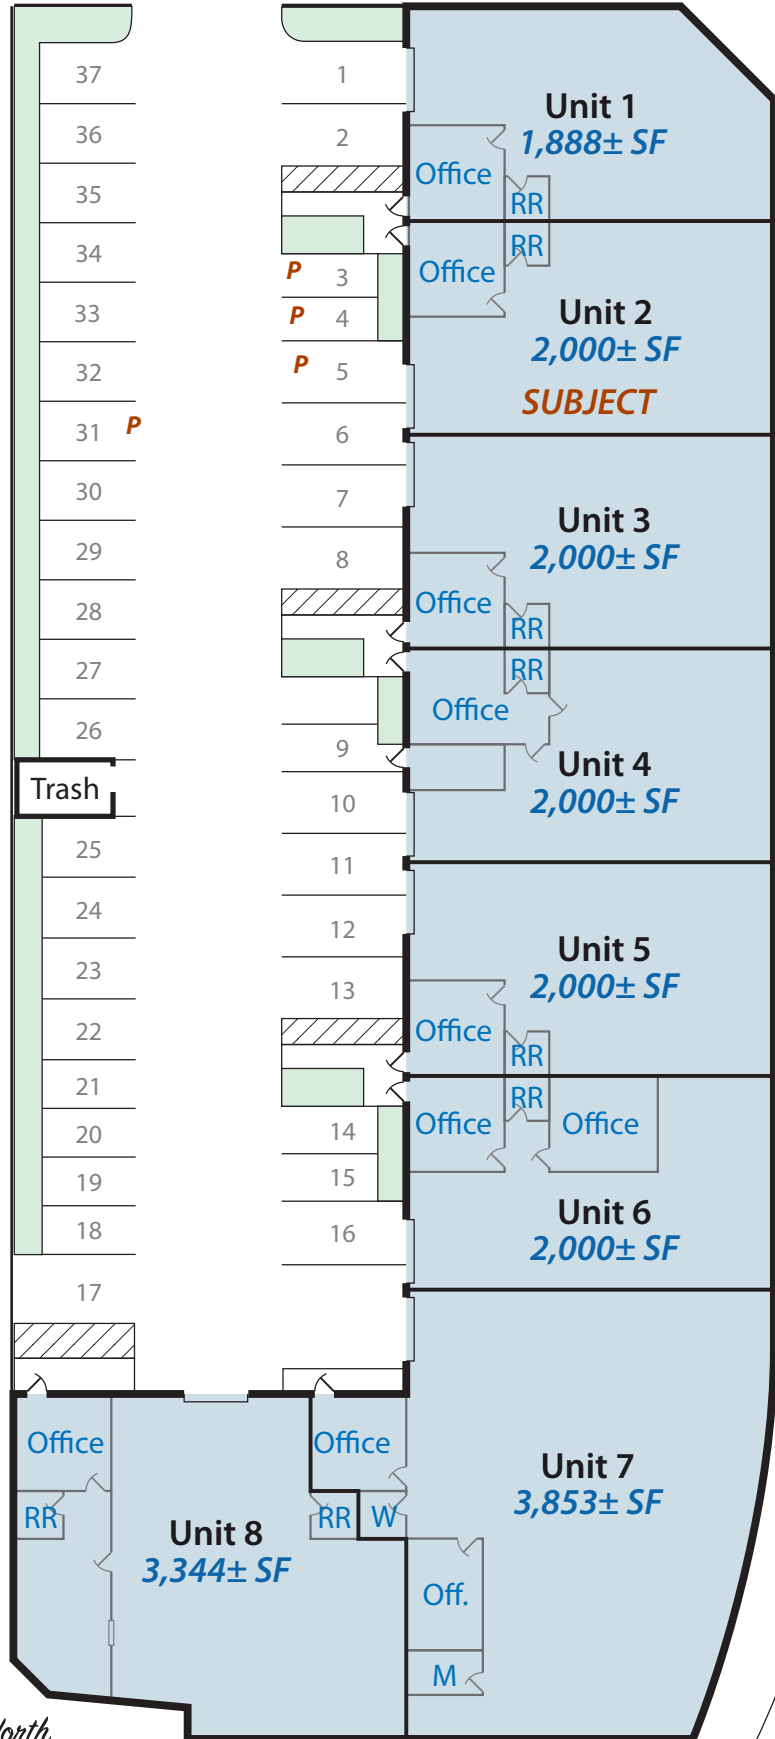 37
1
Unit 1
1,888± SF
36
2
Office
35
RR
RR
34
Office
P 3
33
P 4
Unit 2
2,000± SF
32
P 5
SUBJECT
31 P
6
30
7
Unit 3
2,000± SF
29
8
28
Office
RR
27
RR
26
Office
9
Unit 4
2,000± SF
Trash
10
25
11
24
12
Unit 5
2,000± SF
23
13
22
Office
RR
21
RR
20
14
Office
Office
19
15
18
16
Unit 6
2,000± SF
17
Office
Office
Unit 7
3,853± SF
RR
RR
W
Unit 8
3,344± SF
Off.
M